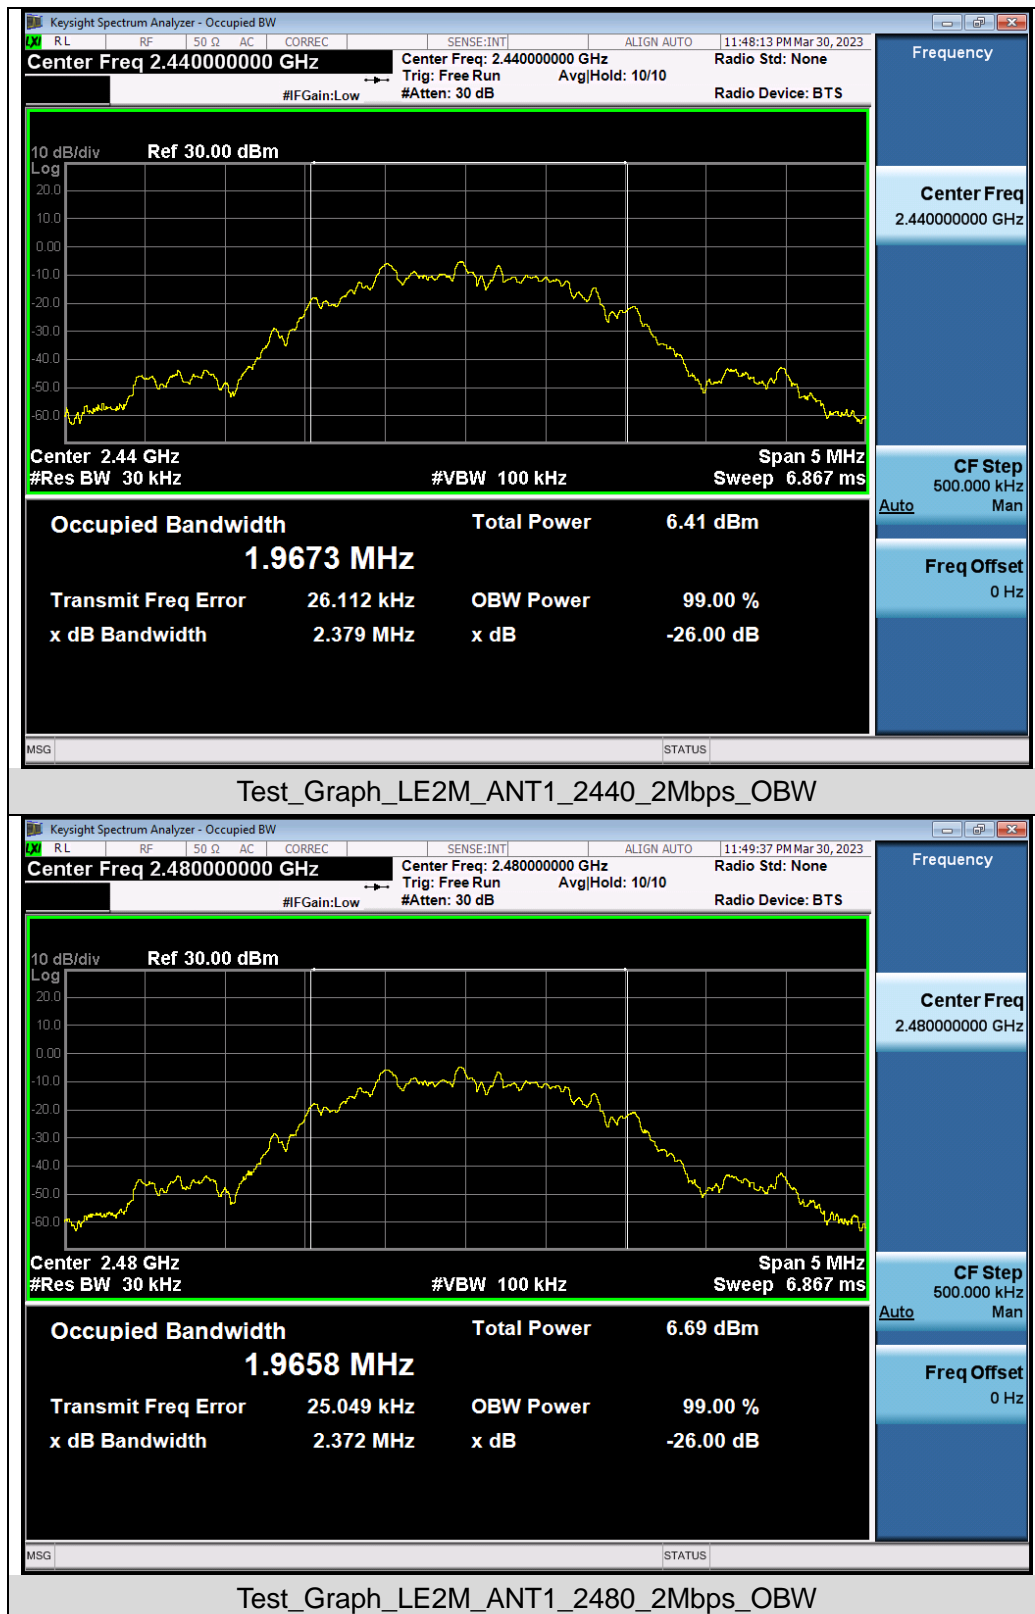 Keysight Spectrum Analyzer - Occupied BW
LXI RL RF 50 Ω AC CORREC SENSE:INT ALIGN AUTO 11:48:13 PM Mar 30, 2023
Center Freq 2.440000000 GHz
Center Freq: 2.440000000 GHz Radio Std: None
Trig: Free Run Avg|Hold: 10/10
#IFGain:Low #Atten: 30 dB Radio Device: BTS
Frequency
10 dB/div Ref 30.00 dBm
Log
20.0
10.0
0.00
-10.0
-20.0
-30.0
-40.0
-50.0
-60.0
Center 2.44 GHz Span 5 MHz
#Res BW 30 kHz #VBW 100 kHz Sweep 6.867 ms
Center Freq
2.440000000 GHz
CF Step
500.000 kHz
Auto Man
Freq Offset
0 Hz
Occupied Bandwidth Total Power 6.41 dBm
1.9673 MHz
Transmit Freq Error 26.112 kHz OBW Power 99.00 %
x dB Bandwidth 2.379 MHz x dB -26.00 dB
MSG STATUS
Test_Graph_LE2M_ANT1_2440_2Mbps_OBW
Keysight Spectrum Analyzer - Occupied BW
LXI RL RF 50 Ω AC CORREC SENSE:INT ALIGN AUTO 11:49:37 PM Mar 30, 2023
Center Freq 2.480000000 GHz
Center Freq: 2.480000000 GHz Radio Std: None
Trig: Free Run Avg|Hold: 10/10
#IFGain:Low #Atten: 30 dB Radio Device: BTS
Frequency
10 dB/div Ref 30.00 dBm
Log
20.0
10.0
0.00
-10.0
-20.0
-30.0
-40.0
-50.0
-60.0
Center 2.48 GHz Span 5 MHz
#Res BW 30 kHz #VBW 100 kHz Sweep 6.867 ms
Center Freq
2.480000000 GHz
CF Step
500.000 kHz
Auto Man
Freq Offset
0 Hz
Occupied Bandwidth Total Power 6.69 dBm
1.9658 MHz
Transmit Freq Error 25.049 kHz OBW Power 99.00 %
x dB Bandwidth 2.372 MHz x dB -26.00 dB
MSG STATUS
Test_Graph_LE2M_ANT1_2480_2Mbps_OBW